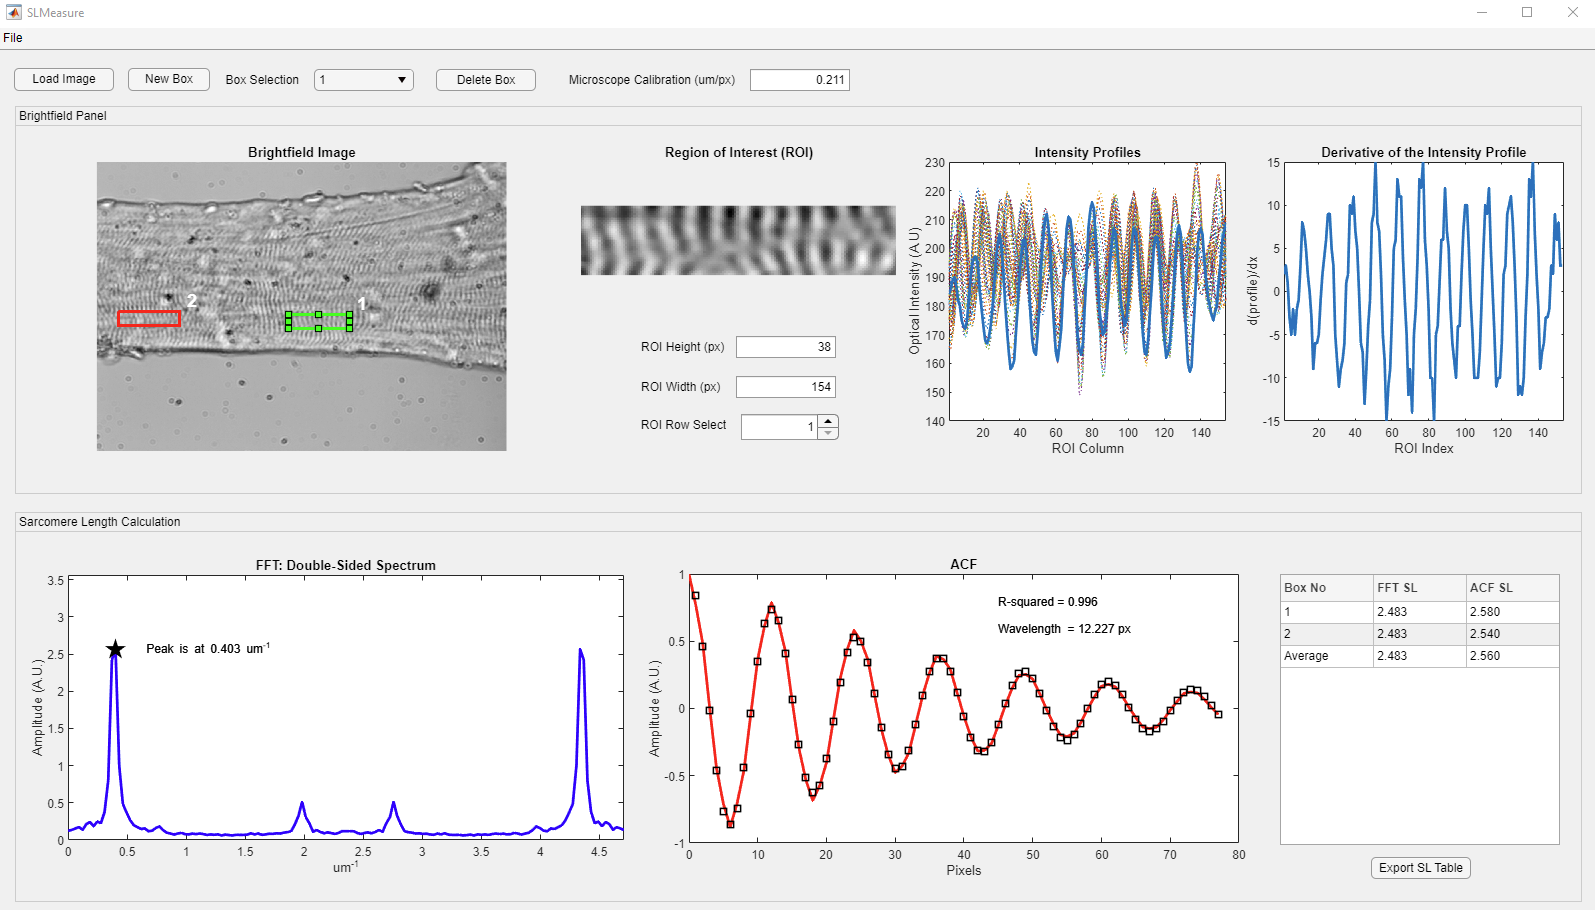 SLMeasure
File
Load Image New Box Box Selection 1 Delete Box Microscope Calibration (um/px) 0.211
Brightfield Panel
Brightfield Image
2
1
Region of Interest (ROI)
ROI Height (px) 38
ROI Width (px) 154
ROI Row Select 1
Intensity Profiles
Optical Intensity (A.U)
230
220
210
200
190
180
170
160
150
140
20 40 60 80 100 120 140
ROI Column
Derivative of the Intensity Profile
d(profile)/dx
15
10
5
0
-5
-10
-15
20 40 60 80 100 120 140
ROI Index
Sarcomere Length Calculation
FFT: Double-Sided Spectrum
Amplitude (A.U.)
3.5
3
2.5
2
1.5
1
0.5
0
Peak is at 0.403 um-1
0 0.5 1 1.5 2 2.5 3 3.5 4 4.5
um-1
ACF
Amplitude (A.U.)
1
0.5
0
-0.5
-1
R-squared = 0.996
Wavelength = 12.227 px
0 10 20 30 40 50 60 70 80
Pixels
Box No FFT SL ACF SL
1 2.483 2.580
2 2.483 2.540
Average 2.483 2.560
Export SL Table